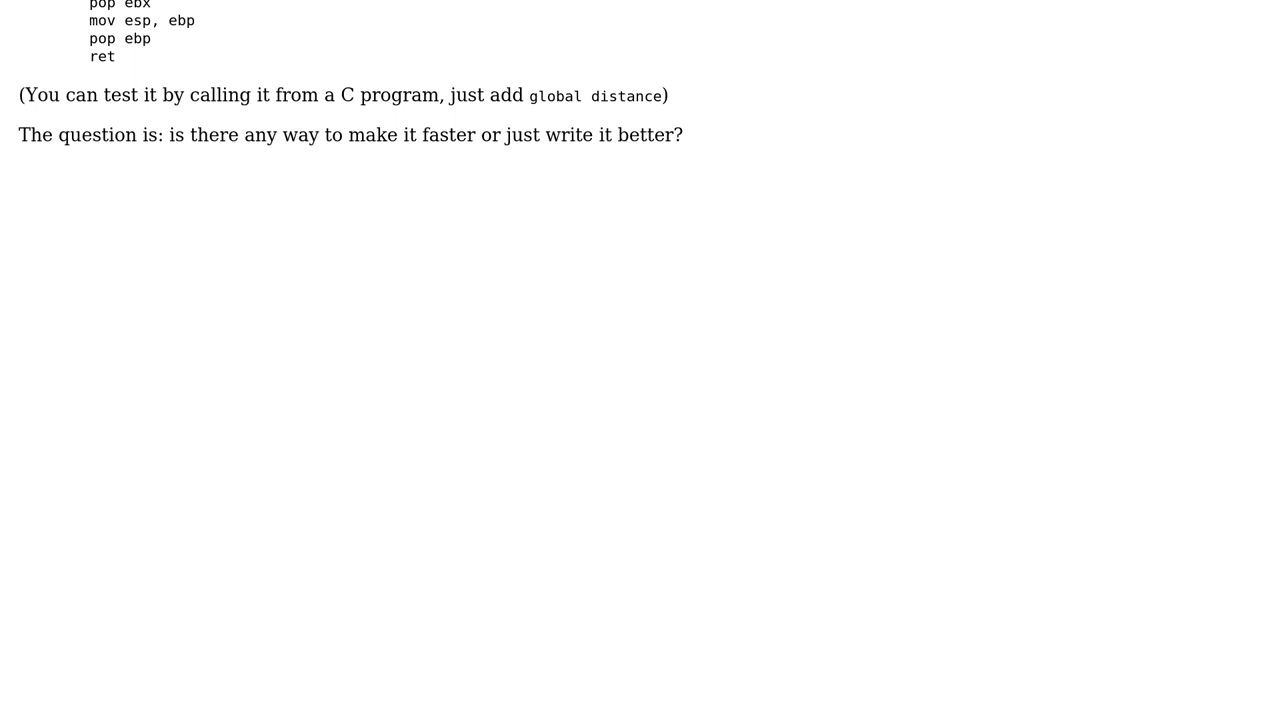 pop ebx
mov esp, ebp
pop ebp
ret
(You can test it by calling it from a C program, just add global distance)
The question is: is there any way to make it faster or just write it better?